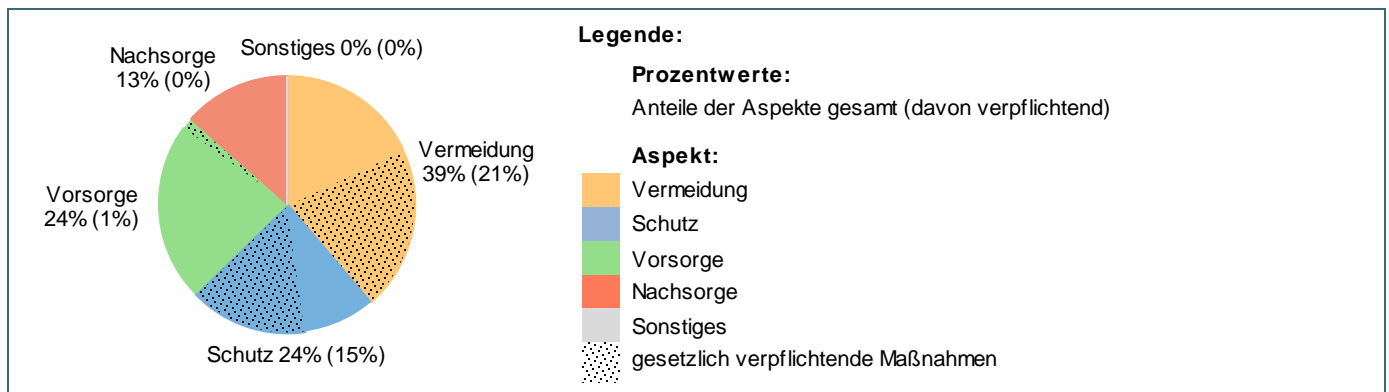 Sonstiges 0% (0%)
Nachsorge
13% (0%)
Vermeidung
39% (21%)
Vorsorge
24% (1%)
Schutz 24% (15%)
Legende:
Prozentwerte:
Anteile der Aspekte gesamt (davon verpflichtend)
Aspekt:
Vermeidung
Schutz
Vorsorge
Nachsorge
Sonstiges
gesetzlich verpflichtende Maßnahmen